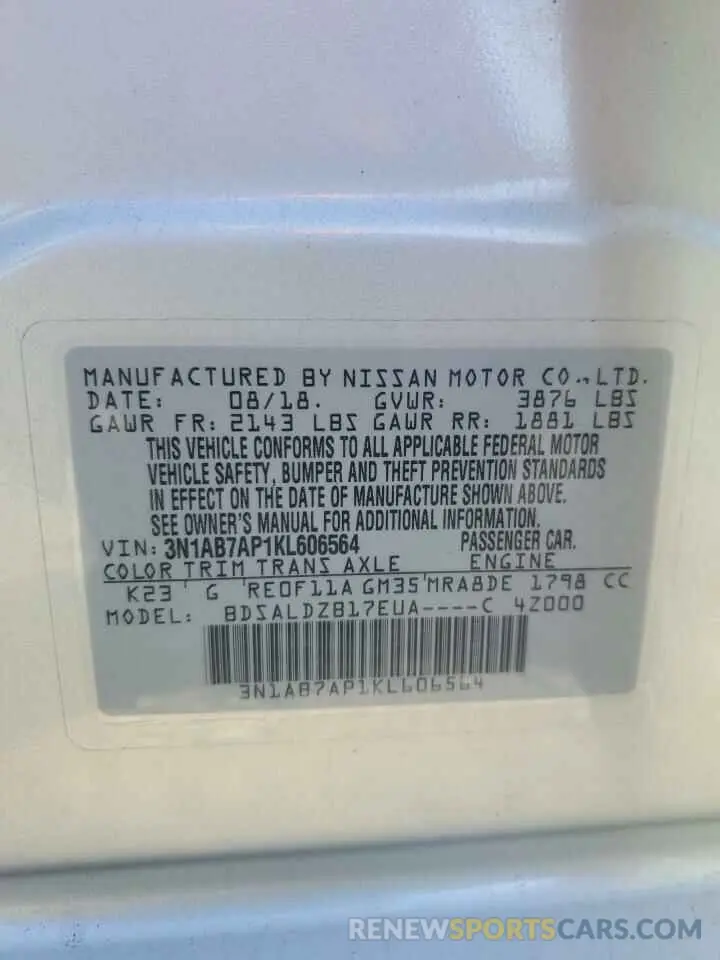 MANUFACTURED BY NISSAN MOTOR CO., LTD.
DATE: 08/18. GVWR: 3876 LBS
GAWR FR: 2143 LBS GAWR RR: 1881 LBS
THIS VEHICLE CONFORMS TO ALL APPLICABLE FEDERAL MOTOR
VEHICLE SAFETY, BUMPER AND THEFT PREVENTION STANDARDS
IN EFFECT ON THE DATE OF MANUFACTURE SHOWN ABOVE.
SEE OWNER'S MANUAL FOR ADDITIONAL INFORMATION.
VIN: 3N1AB7AP1KL606564 PASSENGER CAR.
COLOR TRIM TRANS AXLE ENGINE
K23 G RE0F11A GM35 MRA8DE 1798 CC
MODEL: BDSALDZB17EUA----C 4Z000
3N1AB7AP1KL606564
RENEWSPORTSCARS.COM